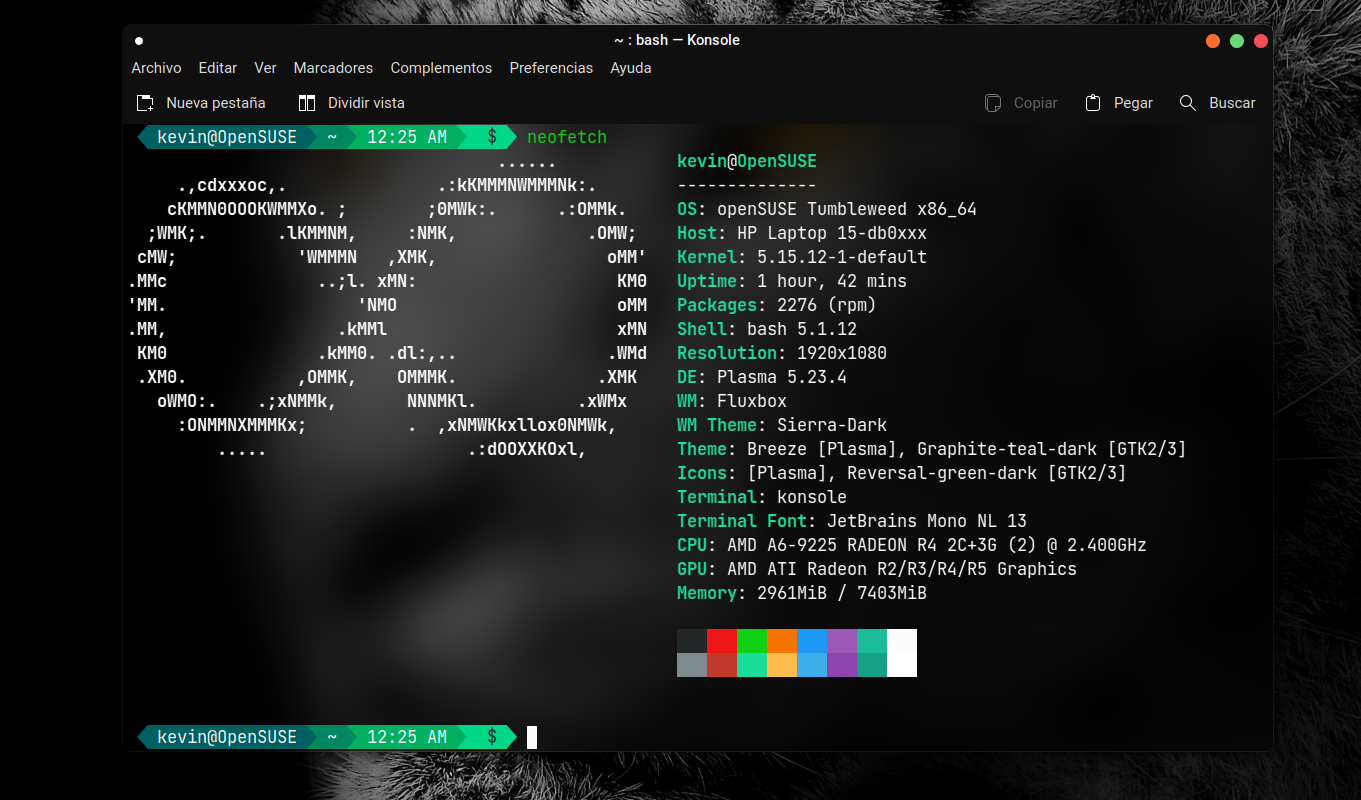 ~ : bash — Konsole
Archivo Editar Ver Marcadores Complementos Preferencias Ayuda
Nueva pestaña Dividir vista Copiar Pegar Buscar
kevin@OpenSUSE ~ 12:25 AM $ neofetch
...... kevin@OpenSUSE
.,cdxxxoc,. .:kKMMMNWMMMNk:. --------------
cKMMN0OOOKWMMXo. ; ;0MWk:. .:OMMk. OS: openSUSE Tumbleweed x86_64
;WMK;. .lKMMNM, :NMK, .OMW; Host: HP Laptop 15-db0xxx
cMW; 'WMMMN ,XMK, oMM' Kernel: 5.15.12-1-default
.MMc ..;l. xMN: KM0 Uptime: 1 hour, 42 mins
'MM. 'NMO oMM Packages: 2276 (rpm)
.MM, .kMMl xMN Shell: bash 5.1.12
KM0 .kMM0. .dl:,.. .WMd Resolution: 1920x1080
.XM0. ,OMMK, OMMMK. .XMK DE: Plasma 5.23.4
oWMO:. .;xNMMk, NNNMKl. .xWMx WM: Fluxbox
:ONMMNXMMMKx; . ,xNMWKkxllox0NMWk, WM Theme: Sierra-Dark
..... .:dOOXXKOxl, Theme: Breeze [Plasma], Graphite-teal-dark [GTK2/3]
Icons: [Plasma], Reversal-green-dark [GTK2/3]
Terminal: konsole
Terminal Font: JetBrains Mono NL 13
CPU: AMD A6-9225 RADEON R4 2C+3G (2) @ 2.400GHz
GPU: AMD ATI Radeon R2/R3/R4/R5 Graphics
Memory: 2961MiB / 7403MiB
kevin@OpenSUSE ~ 12:25 AM $